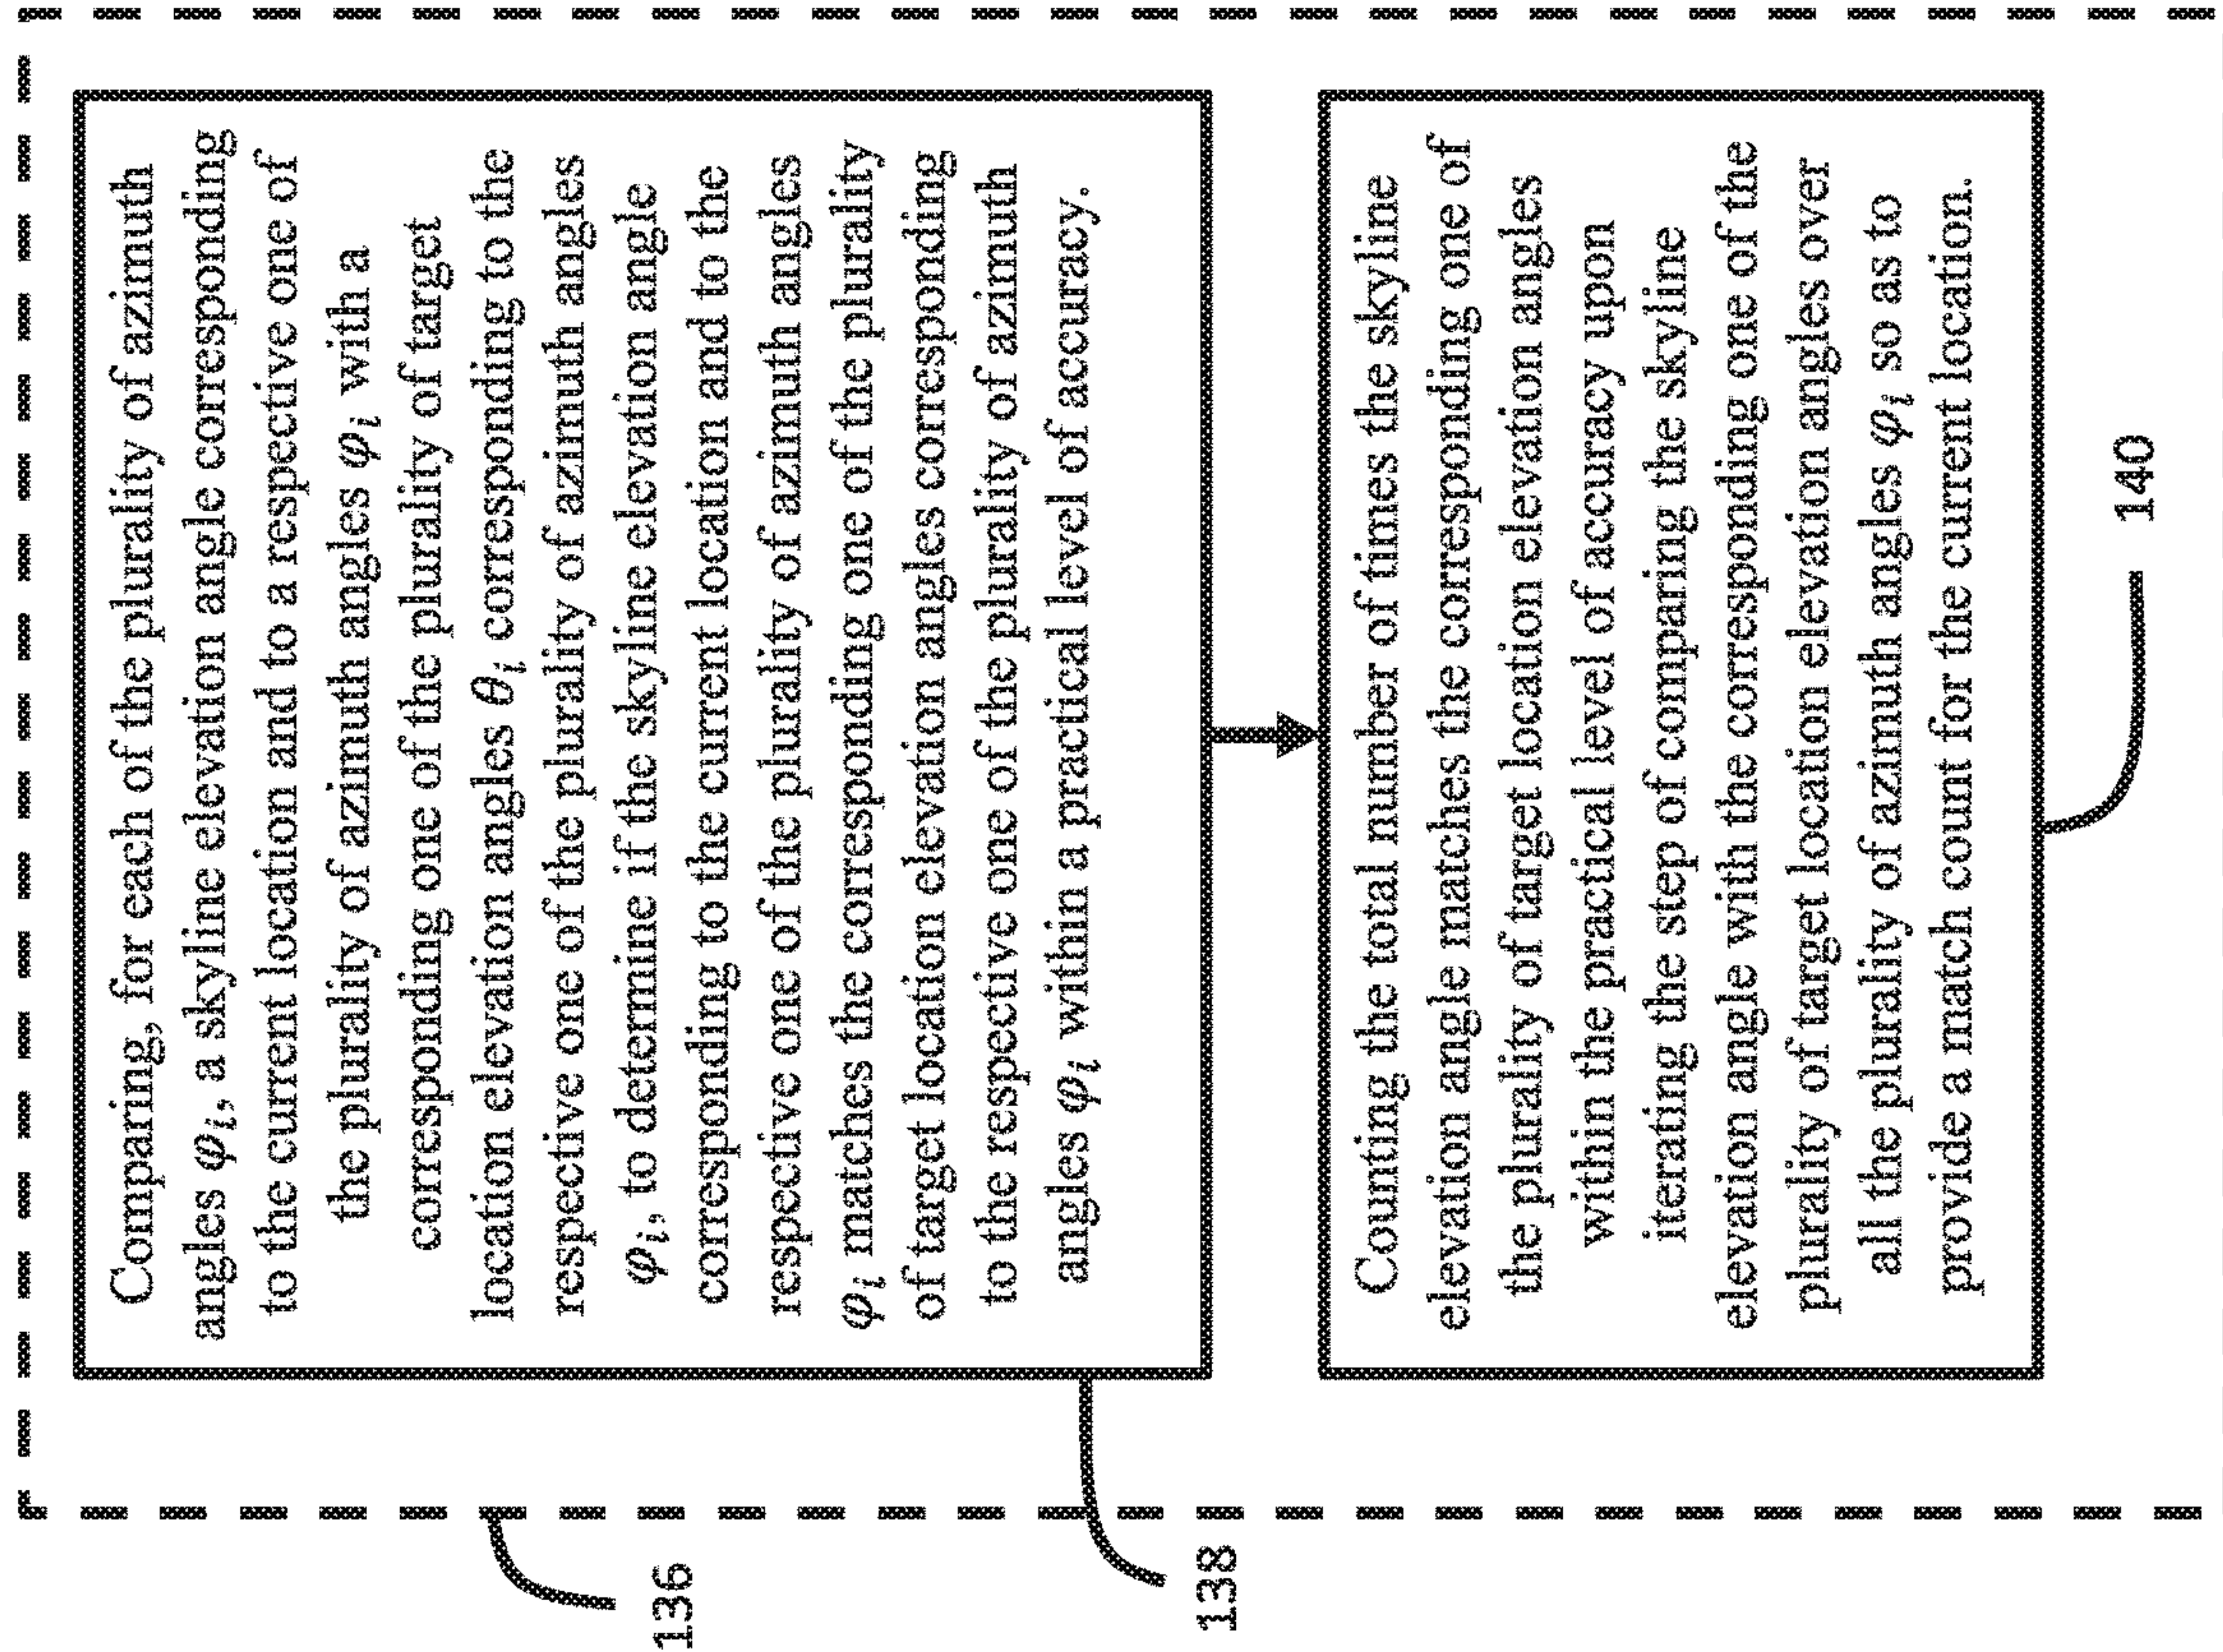 Comparing, for each of the plurality of azimuth
angles φᵢ, a skyline elevation angle corresponding
to the current location and to a respective one of
the plurality of azimuth angles φᵢ with a
corresponding one of the plurality of target
location elevation angles θᵢ corresponding to the
respective one of the plurality of azimuth angles
φᵢ, to determine if the skyline elevation angle
corresponding to the current location and to the
respective one of the plurality of azimuth angles
φᵢ matches the corresponding one of the plurality
of target location elevation angles corresponding
to the respective one of the plurality of azimuth
angles φᵢ within a practical level of accuracy.
136
138
Counting the total number of times the skyline
elevation angle matches the corresponding one of
the plurality of target location elevation angles
within the practical level of accuracy upon
iterating the step of comparing the skyline
elevation angle with the corresponding one of the
plurality of target location elevation angles over
all the plurality of azimuth angles φᵢ so as to
provide a match count for the current location.
140